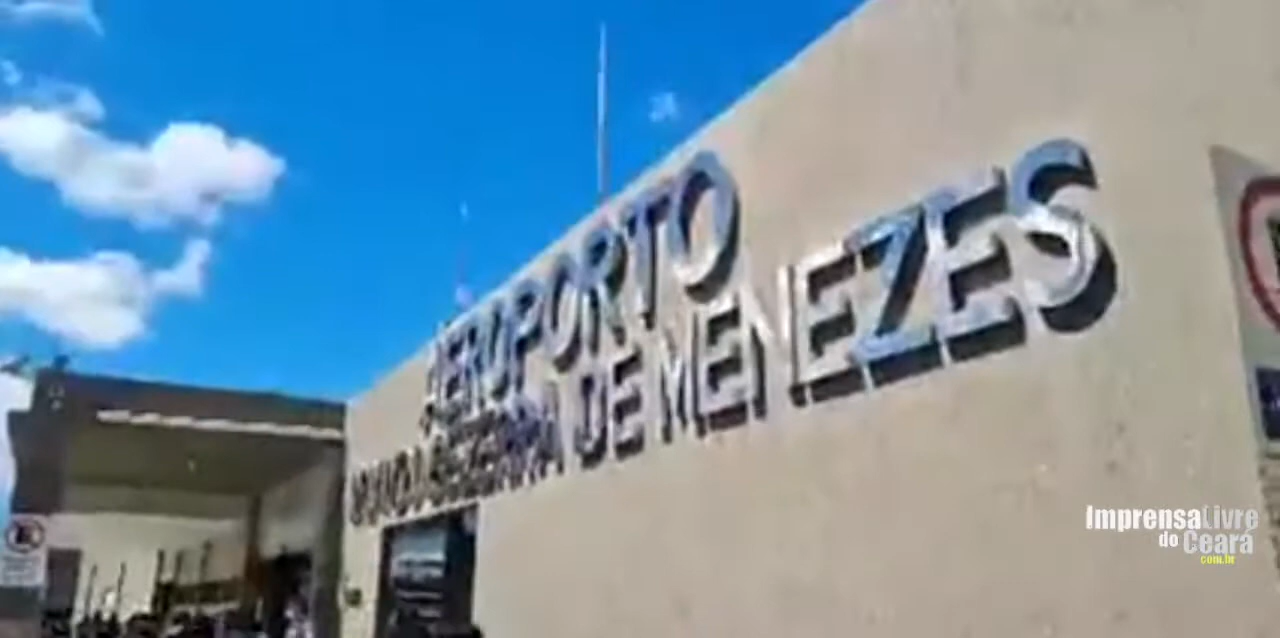 AEROPORTO
BEZERRA DE MENEZES
ImprensaLivre
do Ceará
com.br